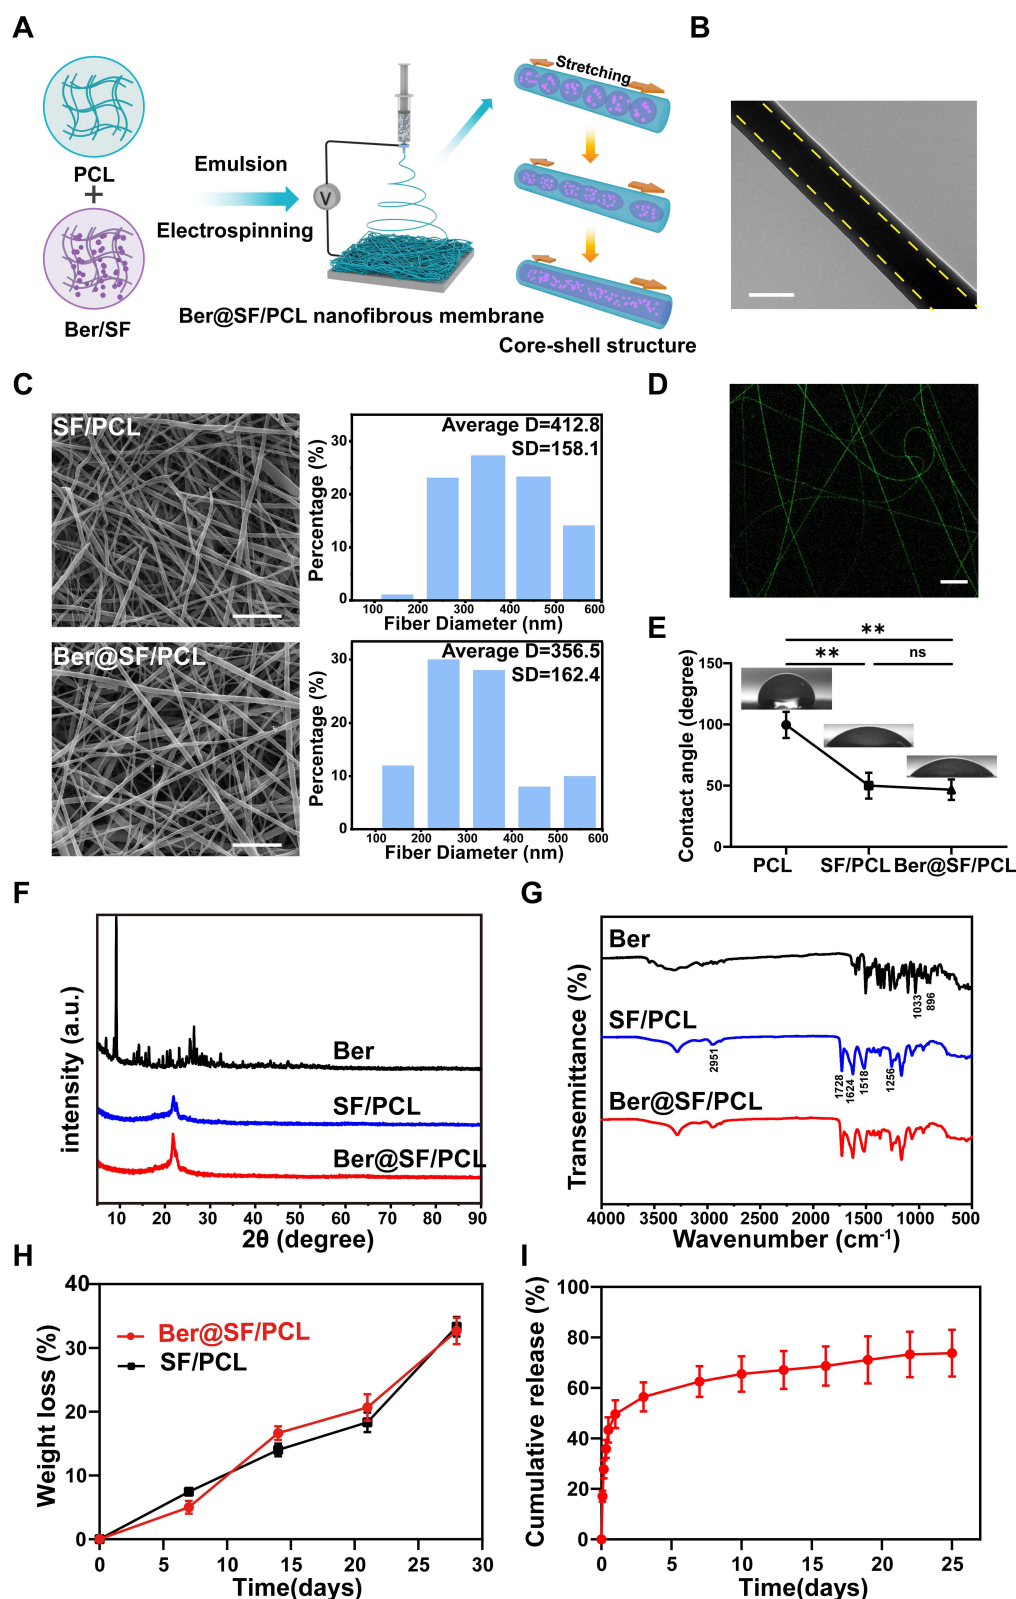 A
PCL
+
Ber/SF
Emulsion
Electrospinning
V
Ber@SF/PCL nanofibrous membrane
Stretching
Core-shell structure
B
C
SF/PCL
Average D=412.8
SD=158.1
Percentage (%)
30
20
10
0
100 200 300 400 500 600
Fiber Diameter (nm)
Ber@SF/PCL
Average D=356.5
SD=162.4
Percentage (%)
30
20
10
0
100 200 300 400 500 600
Fiber Diameter (nm)
D
E
**
** ns
Contact angle (degree)
150
100
50
0
PCL SF/PCL Ber@SF/PCL
F
intensity (a.u.)
Ber
SF/PCL
Ber@SF/PCL
10 20 30 40 50 60 70 80 90
2θ (degree)
G
Transemittance (%)
Ber
1033
896
SF/PCL
2951
1728
1624
1518
1256
Ber@SF/PCL
4000 3500 3000 2500 2000 1500 1000 500
Wavenumber (cm-1)
H
Weight loss (%)
40
30
20
10
0
Ber@SF/PCL
SF/PCL
0 5 10 15 20 25 30
Time(days)
I
Cumulative release (%)
100
80
60
40
20
0
0 5 10 15 20 25
Time(days)